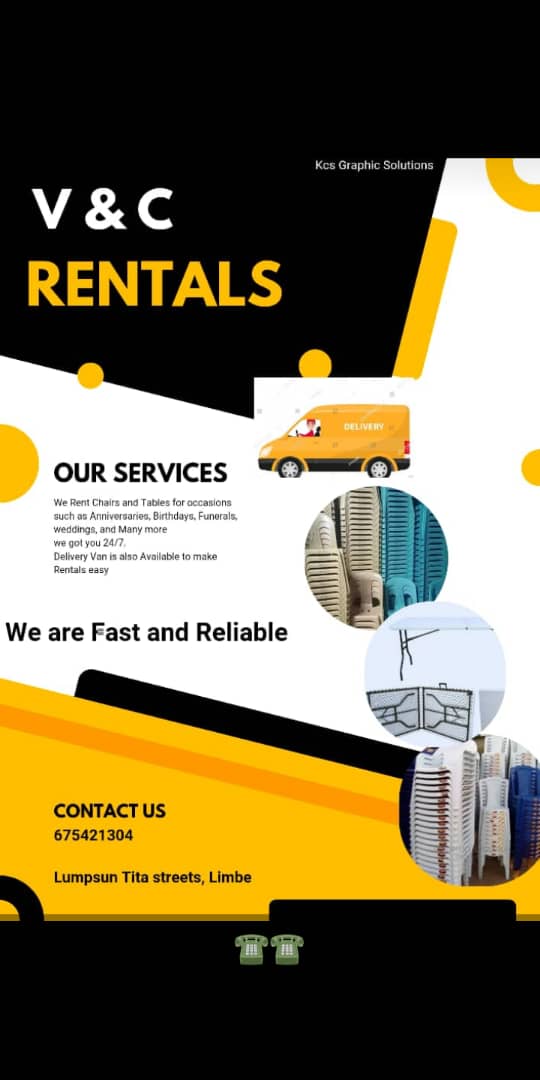 Kcs Graphic Solutions
V & C
RENTALS
DELIVERY
OUR SERVICES
We Rent Chairs and Tables for occasions
such as Anniversaries, Birthdays, Funerals,
weddings, and Many more
we got you 24/7.
Delivery Van is also Available to make
Rentals easy
We are Fast and Reliable
CONTACT US
675421304
Lumpsun Tita streets, Limbe